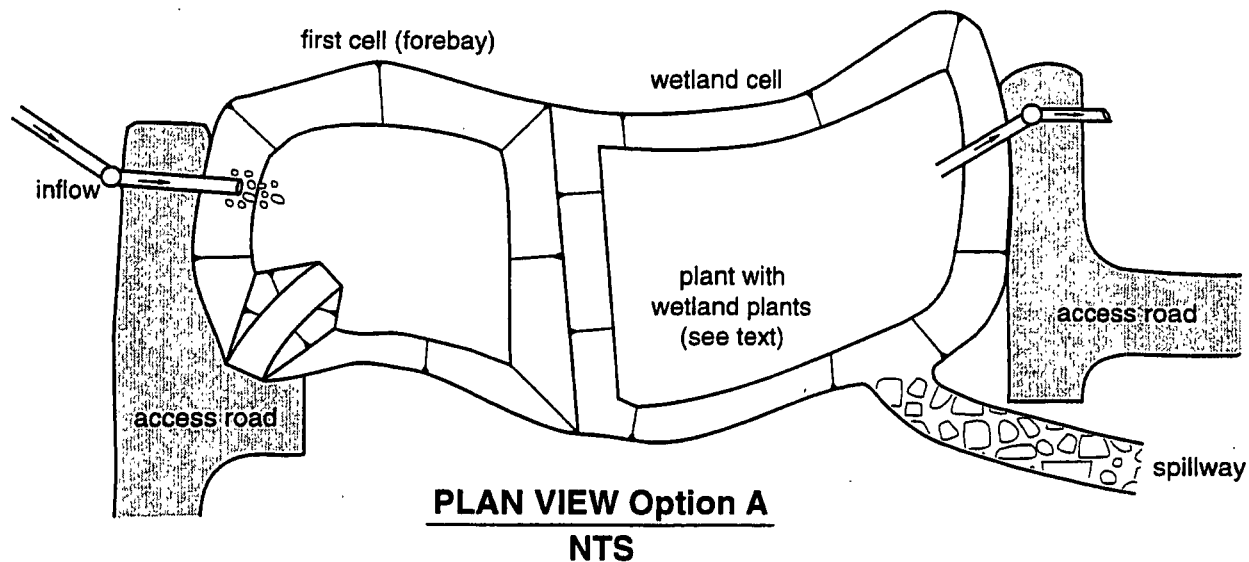 first cell (forebay)
wetland cell
inflow
plant with
wetland plants
(see text)
access road
access road
spillway
PLAN VIEW Option A
NTS